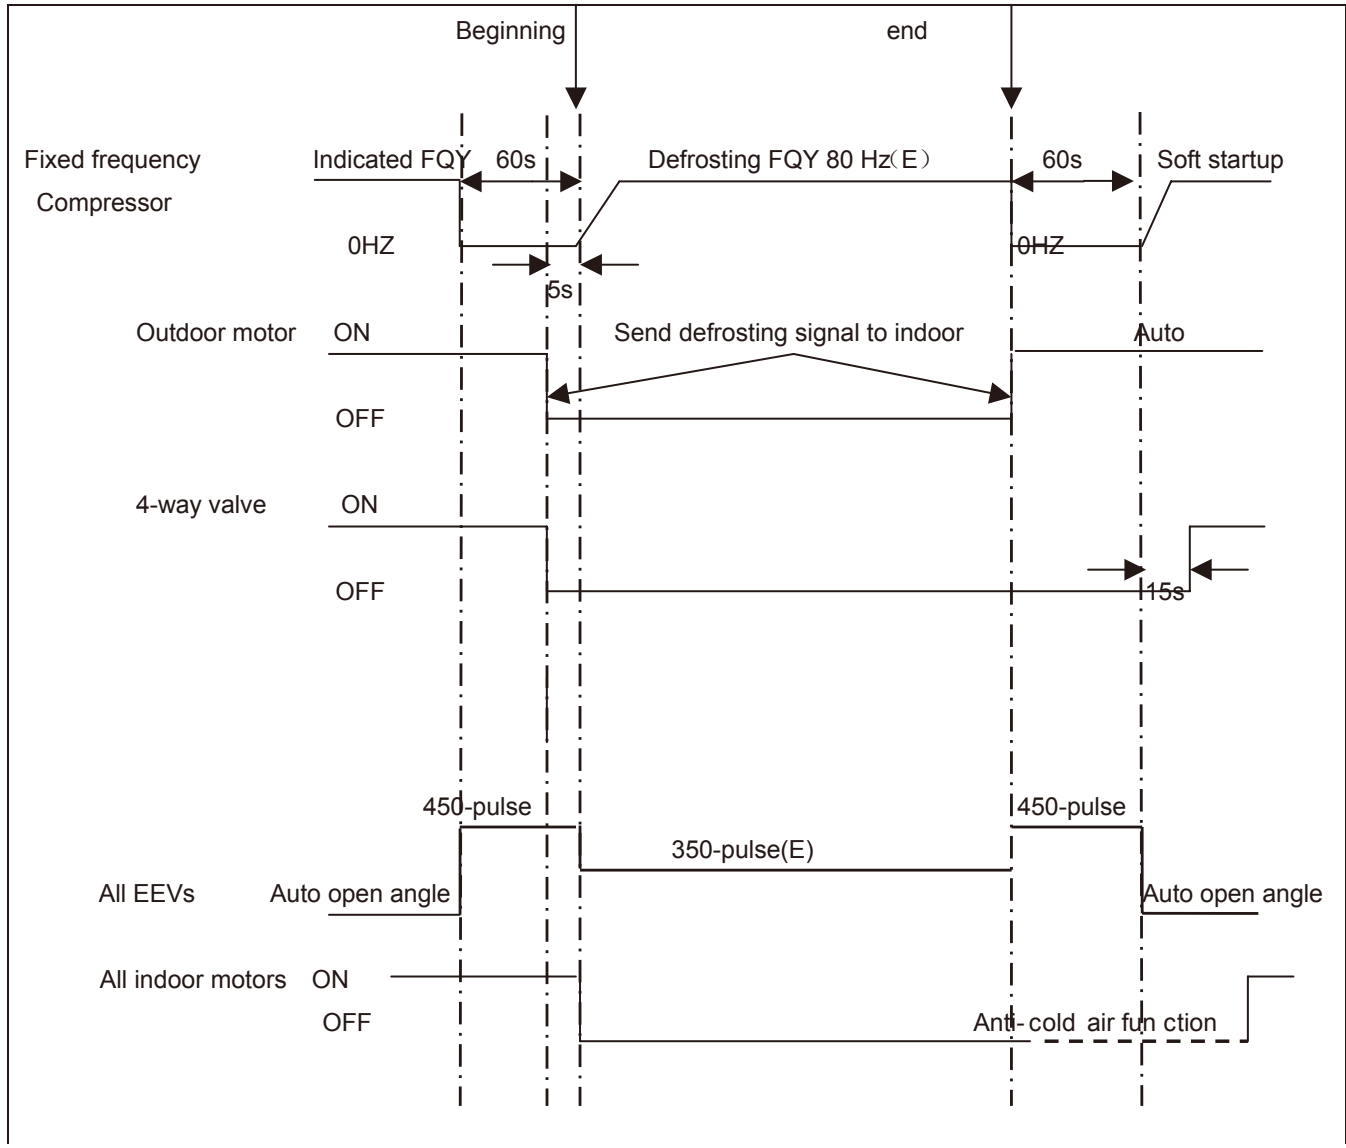 Beginning end
Fixed frequency Indicated FQY 60s Defrosting FQY 80 Hz(E) 60s Soft startup
Compressor
0HZ 0HZ
5s
Outdoor motor ON Send defrosting signal to indoor Auto
OFF
4-way valve ON
OFF 15s
450-pulse 450-pulse
350-pulse(E)
All EEVs Auto open angle Auto open angle
All indoor motors ON
OFF Anti-cold air fun ction